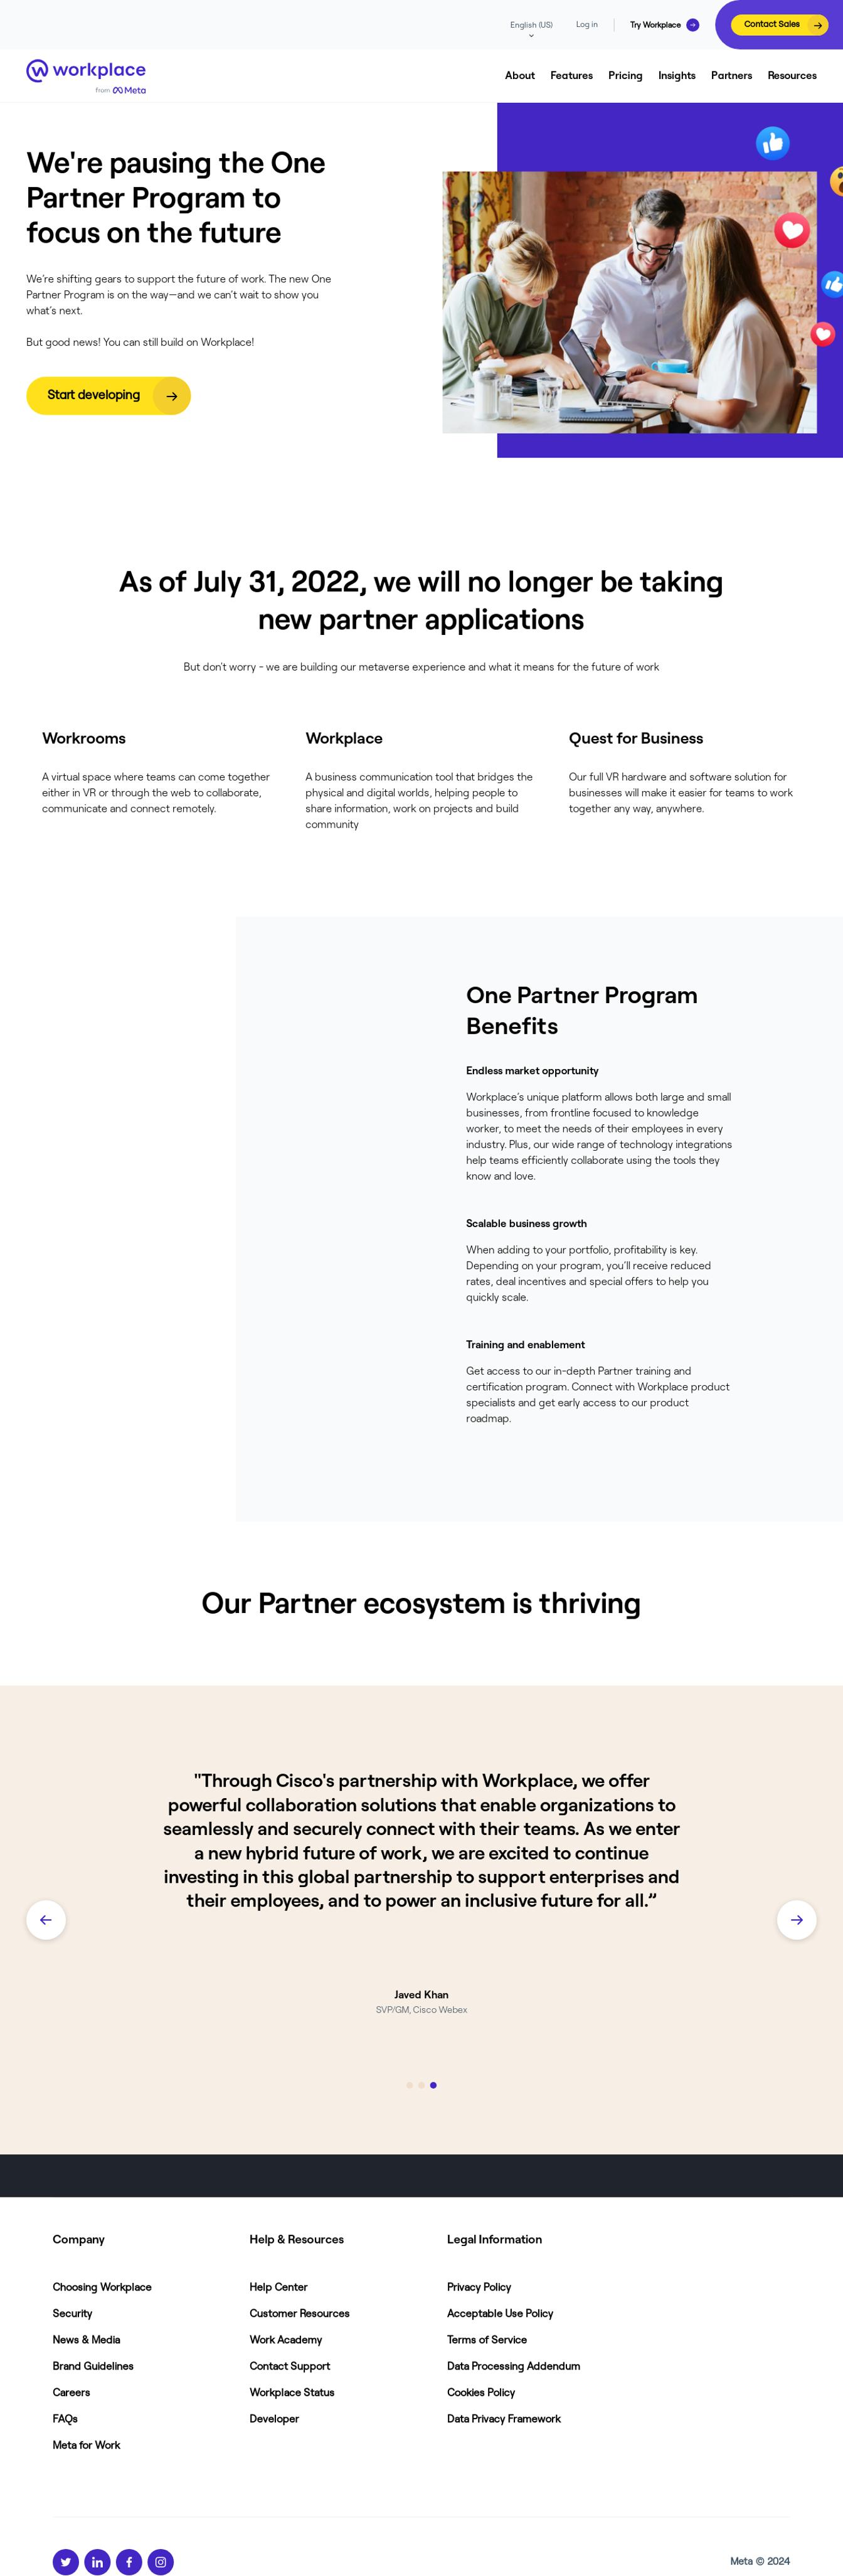 English (US)
Log in
Try Workplace
Contact Sales
workplace
from Meta
About
Features
Pricing
Insights
Partners
Resources
We're pausing the One
Partner Program to
focus on the future
We're shifting gears to support the future of work. The new One
Partner Program is on the way—and we can't wait to show you
what's next.
But good news! You can still build on Workplace!
Start developing
As of July 31, 2022, we will no longer be taking
new partner applications
But don't worry - we are building our metaverse experience and what it means for the future of work
Workrooms
A virtual space where teams can come together
either in VR or through the web to collaborate,
communicate and connect remotely.
Workplace
A business communication tool that bridges the
physical and digital worlds, helping people to
share information, work on projects and build
community
Quest for Business
Our full VR hardware and software solution for
businesses will make it easier for teams to work
together any way, anywhere.
One Partner Program
Benefits
Endless market opportunity
Workplace's unique platform allows both large and small
businesses, from frontline focused to knowledge
worker, to meet the needs of their employees in every
industry. Plus, our wide range of technology integrations
help teams efficiently collaborate using the tools they
know and love.
Scalable business growth
When adding to your portfolio, profitability is key.
Depending on your program, you'll receive reduced
rates, deal incentives and special offers to help you
quickly scale.
Training and enablement
Get access to our in-depth Partner training and
certification program. Connect with Workplace product
specialists and get early access to our product
roadmap.
Our Partner ecosystem is thriving
"Through Cisco's partnership with Workplace, we offer
powerful collaboration solutions that enable organizations to
seamlessly and securely connect with their teams. As we enter
a new hybrid future of work, we are excited to continue
investing in this global partnership to support enterprises and
their employees, and to power an inclusive future for all.”
Javed Khan
SVP/GM, Cisco Webex
Company
Choosing Workplace
Security
News & Media
Brand Guidelines
Careers
FAQs
Meta for Work
Help & Resources
Help Center
Customer Resources
Work Academy
Contact Support
Workplace Status
Developer
Legal Information
Privacy Policy
Acceptable Use Policy
Terms of Service
Data Processing Addendum
Cookies Policy
Data Privacy Framework
Meta © 2024